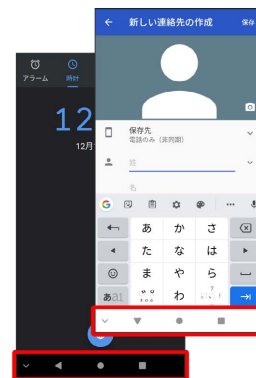 アラーム
時計
12
12月
新しい連絡先の作成
保存
保存先
電話のみ（非同期）
姓
名
G
あ
か
さ
た
な
は
ま
や
ら
あa1
わ